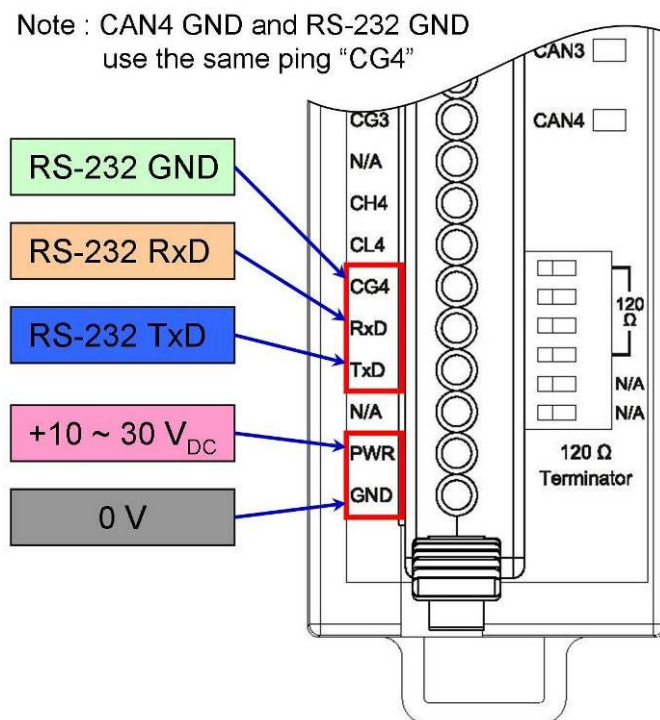 Note : CAN4 GND and RS-232 GND
use the same ping “CG4”
CAN3
CG3
CAN4
N/A
RS-232 GND
CH4
RS-232 RxD
CL4
CG4
120
Ω
RS-232 TxD
RxD
TxD
N/A
N/A
N/A
+10 ~ 30 VDC
PWR
120 Ω
Terminator
0 V
GND